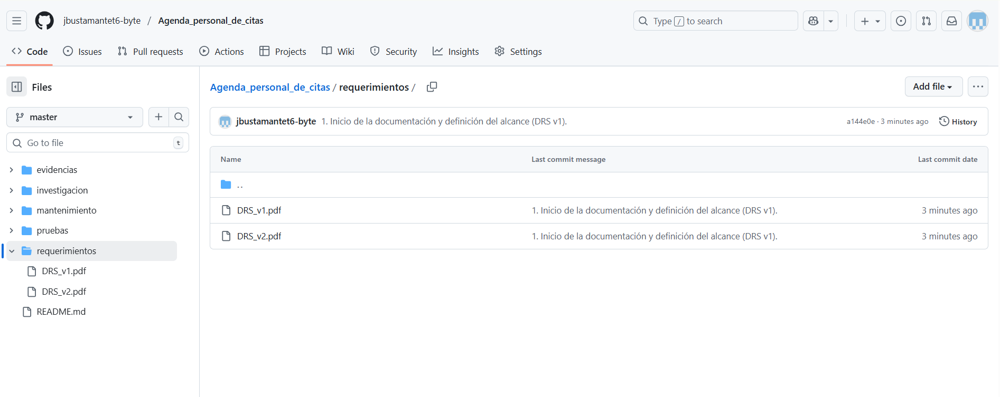 jbustamantet6-byte / Agenda_personal_de_citas
Type / to search
Code Issues Pull requests Actions Projects Wiki Security Insights Settings
Files
master
Go to file t
evidencias
investigacion
mantenimiento
pruebas
requerimientos
DRS_v1.pdf
DRS_v2.pdf
README.md
Agenda_personal_de_citas / requerimientos /
Add file
jbustamantet6-byte 1. Inicio de la documentación y definición del alcance (DRS v1). a144e0e · 3 minutes ago History
Name Last commit message Last commit date
..
DRS_v1.pdf 1. Inicio de la documentación y definición del alcance (DRS v1). 3 minutes ago
DRS_v2.pdf 1. Inicio de la documentación y definición del alcance (DRS v1). 3 minutes ago